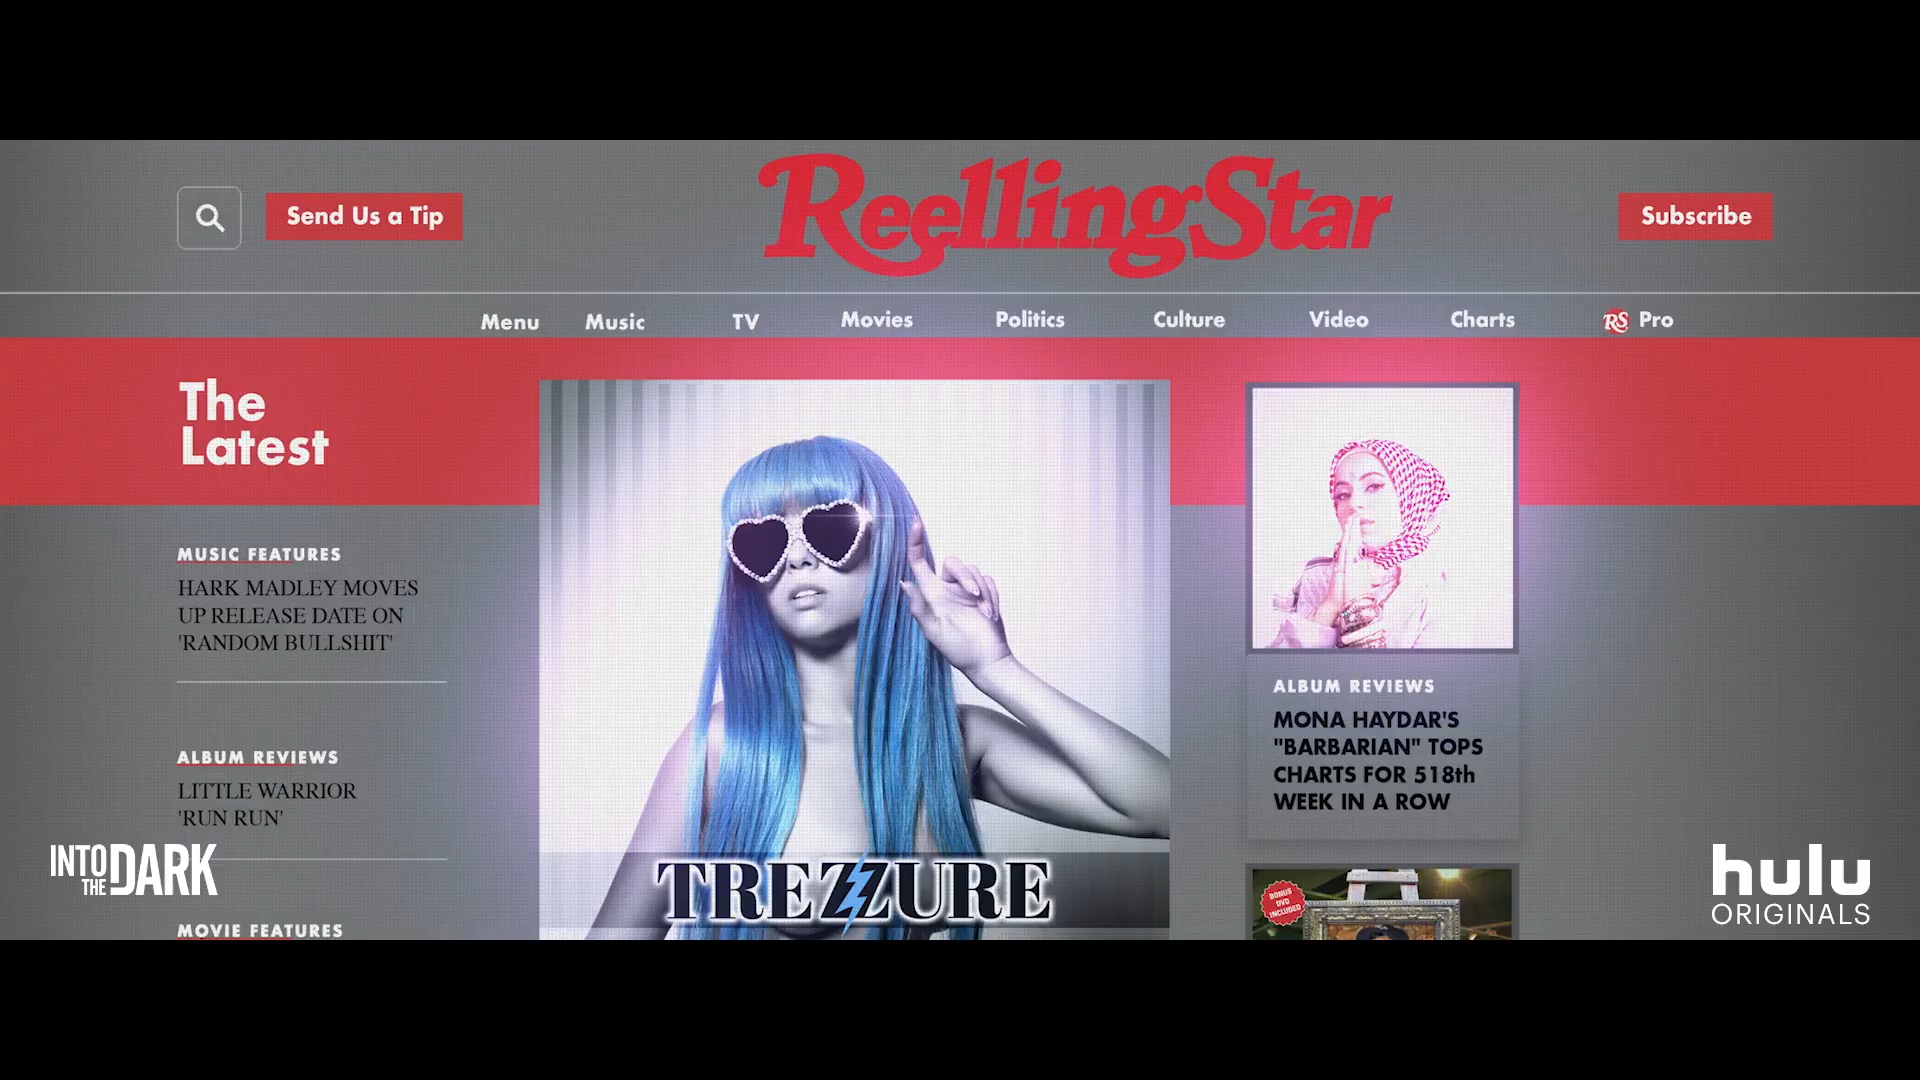 ReellingStar
Send Us a Tip
Subscribe
Menu
Music
TV
Movies
Politics
Culture
Video
Charts
RS Pro
The
Latest
MUSIC FEATURES
HARK MADLEY MOVES
UP RELEASE DATE ON
'RANDOM BULLSHIT'
ALBUM REVIEWS
LITTLE WARRIOR
'RUN RUN'
MOVIE FEATURES
TREZZURE
ALBUM REVIEWS
MONA HAYDAR'S
"BARBARIAN" TOPS
CHARTS FOR 518th
WEEK IN A ROW
BONUS
DVD
INCLUDED
INTO
THE DARK
hulu
ORIGINALS